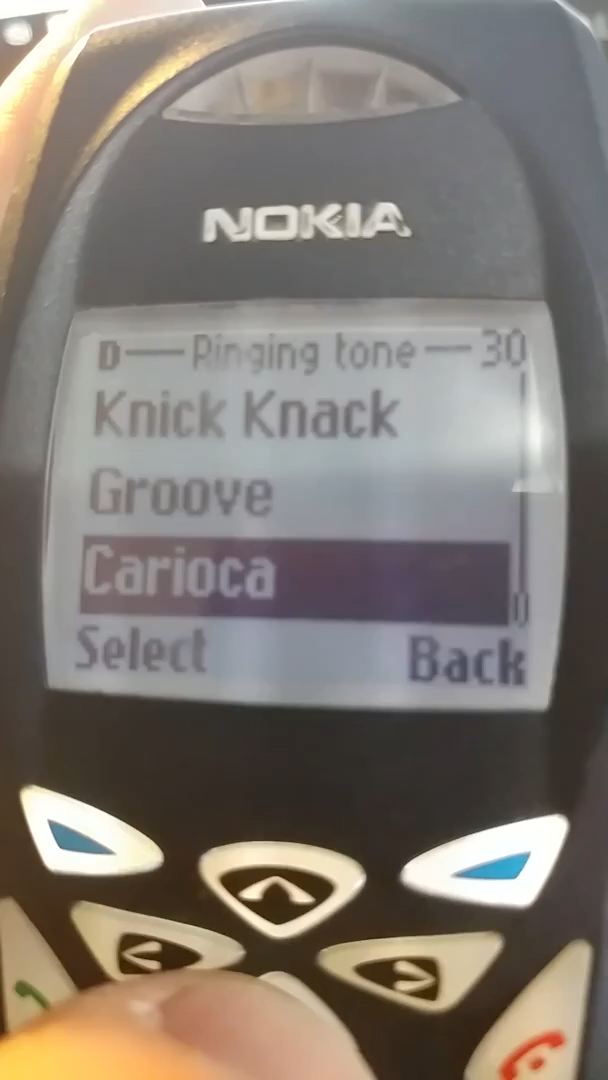 NOKIA
D Ringing tone 30
Knick Knack
Groove
Carioca
Select Back